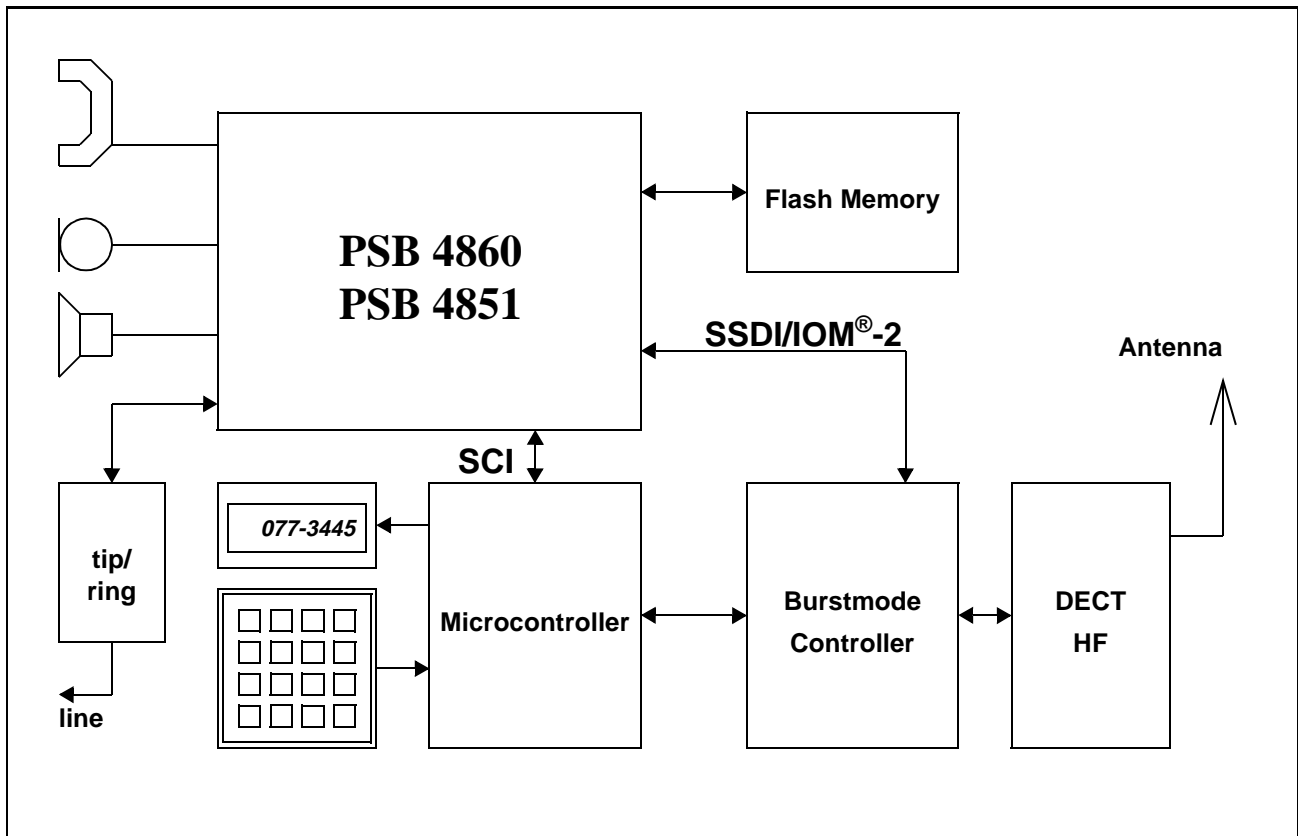 PSB 4860
PSB 4851
Flash Memory
SSDI/IOM®-2
Antenna
SCI
077-3445
tip/
ring
Microcontroller
Burstmode
Controller
DECT
HF
line